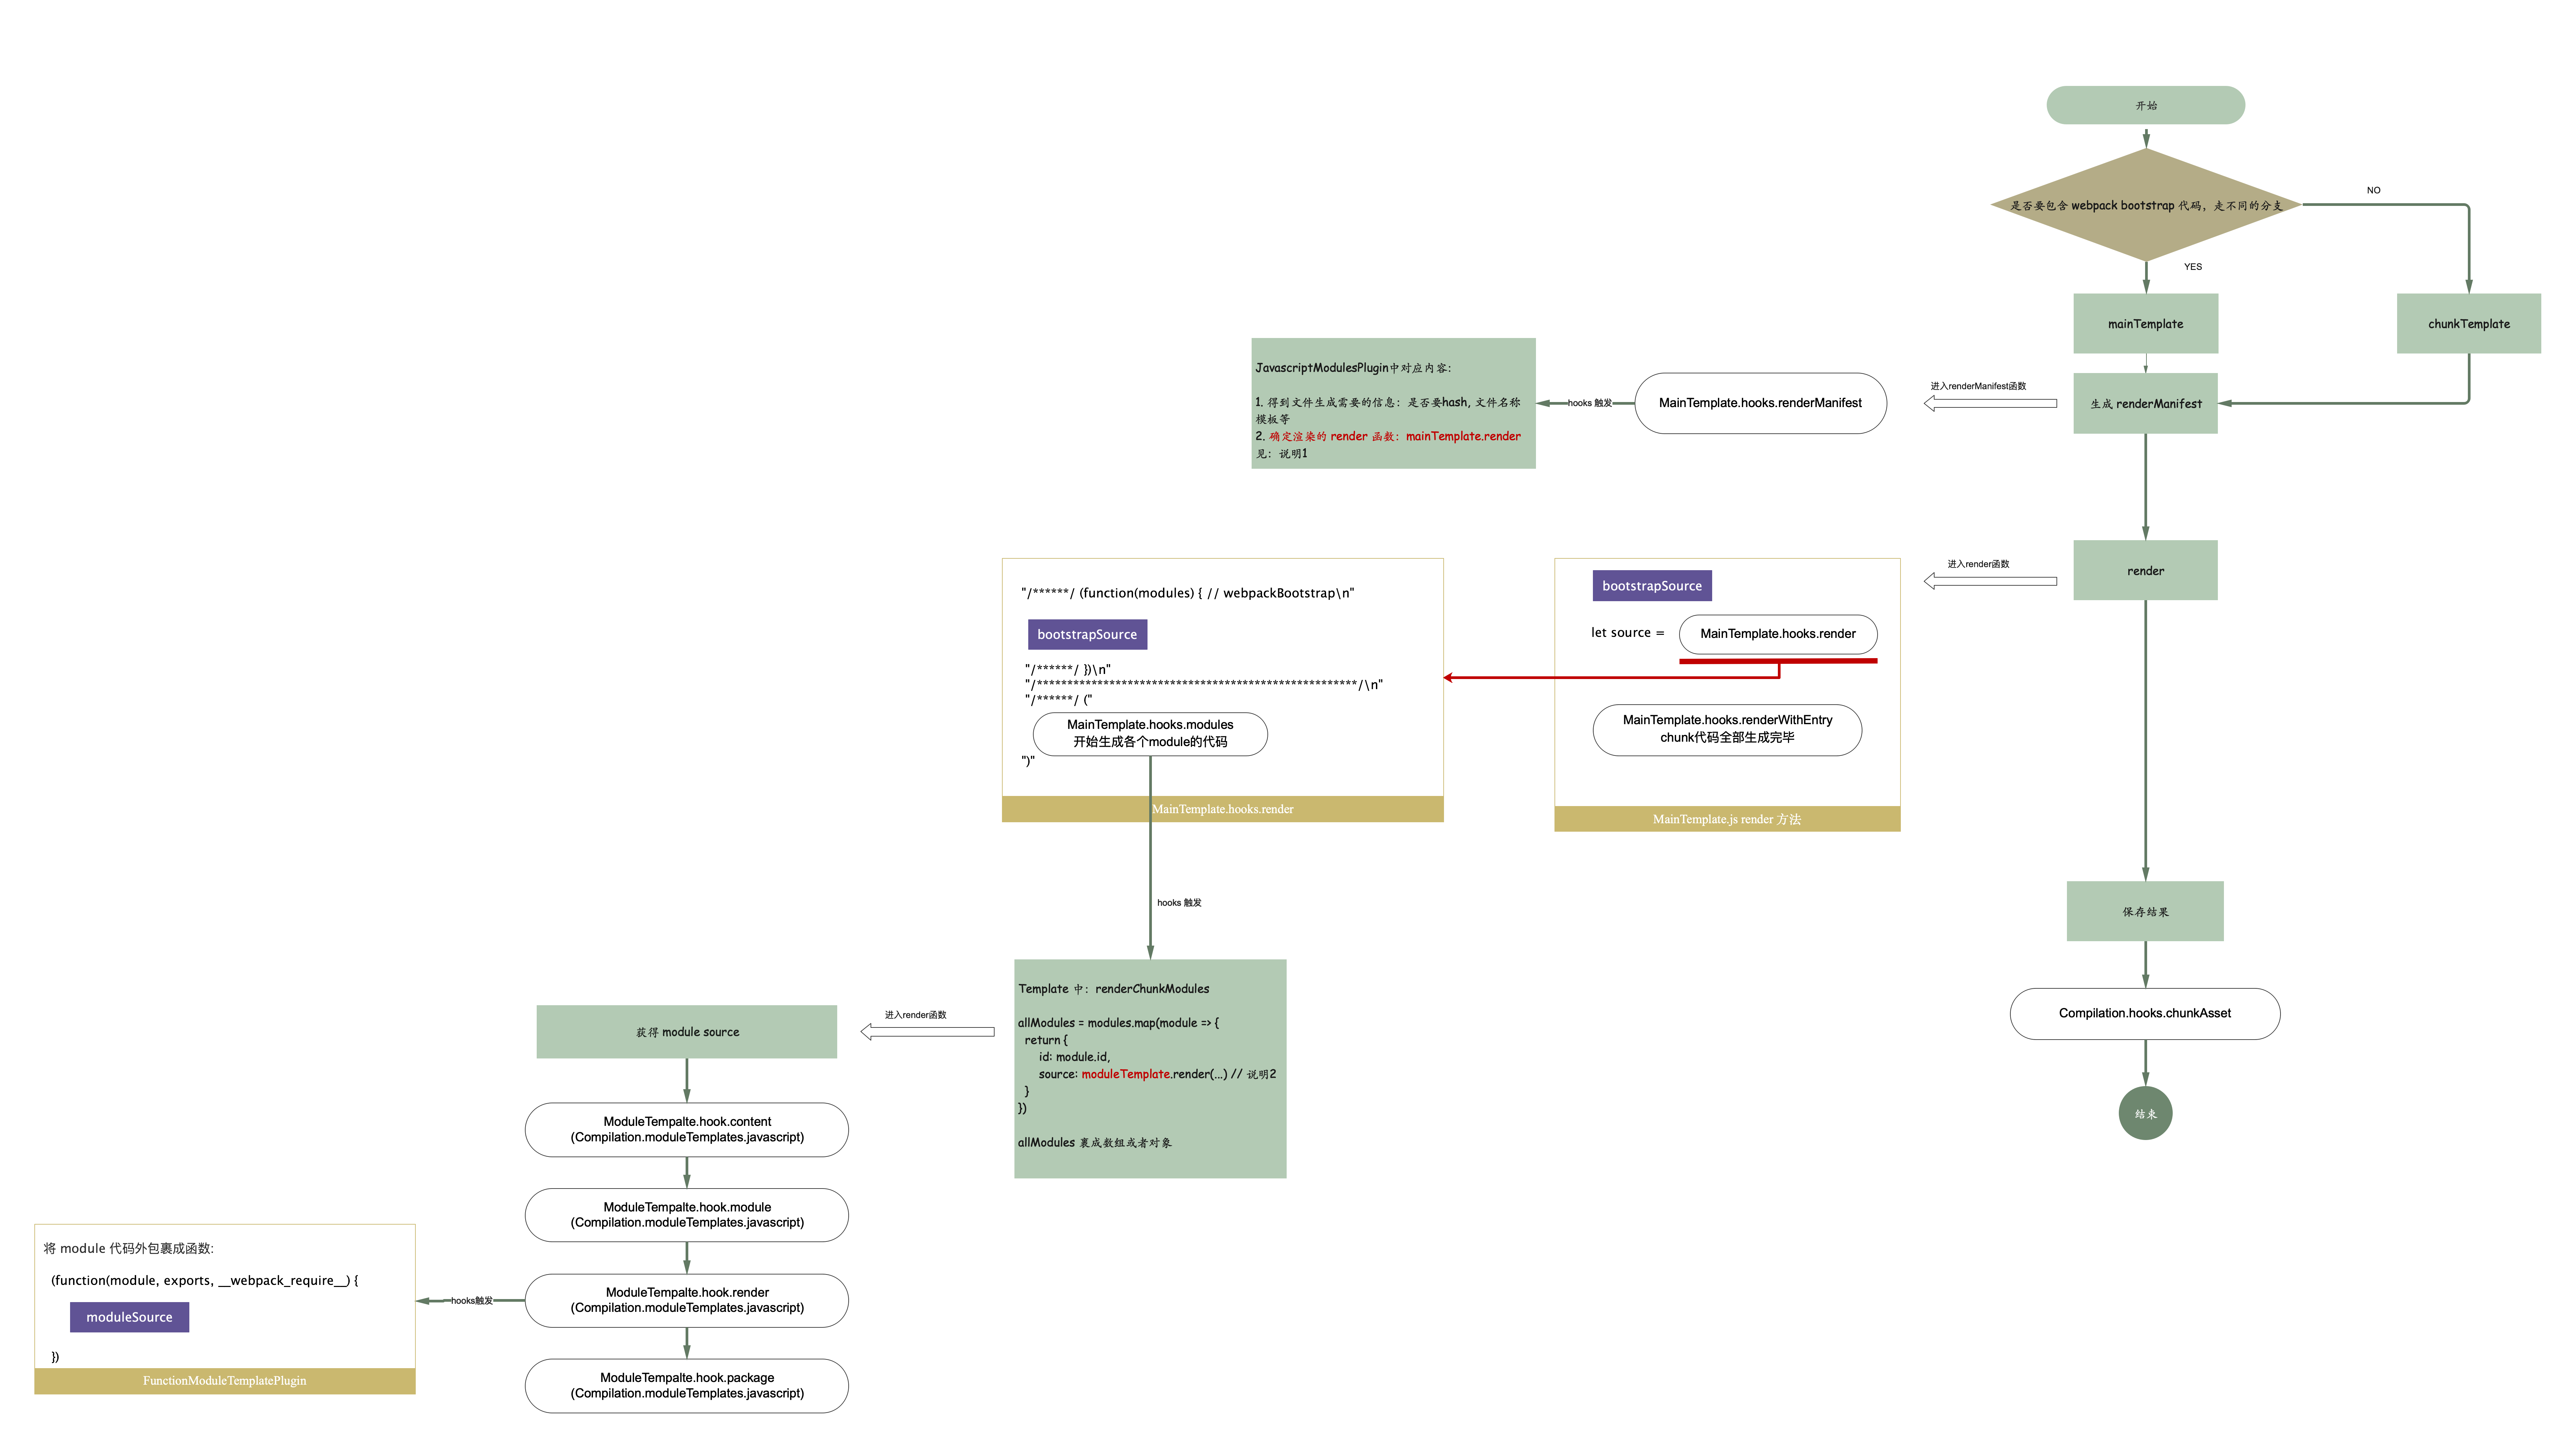 开始
是否要包含 webpack bootstrap 代码，走不同的分支
NO
YES
mainTemplate
chunkTemplate
JavascriptModulesPlugin中对应内容：
1. 得到文件生成需要的信息：是否要hash, 文件名称
模板等
2. 确定渲染的 render 函数：mainTemplate.render
见：说明1
hooks 触发
MainTemplate.hooks.renderManifest
进入renderManifest函数
生成 renderManifest
"/******/ (function(modules) { // webpackBootstrap\n"
bootstrapSource
"/******/ })\n"
"/*****************************************************/\n"
"/******/ ("
MainTemplate.hooks.modules
开始生成各个module的代码
")"
MainTemplate.hooks.render
bootstrapSource
let source =
MainTemplate.hooks.render
MainTemplate.hooks.renderWithEntry
chunk代码全部生成完毕
MainTemplate.js render 方法
进入render函数
render
保存结果
Compilation.hooks.chunkAsset
结束
hooks 触发
Template 中：renderChunkModules
allModules = modules.map(module => {
return {
id: module.id,
source: moduleTemplate.render(...) // 说明2
}
})
allModules 裹成数组或者对象
进入render函数
获得 module source
ModuleTempalte.hook.content
(Compilation.moduleTemplates.javascript)
ModuleTempalte.hook.module
(Compilation.moduleTemplates.javascript)
ModuleTempalte.hook.render
(Compilation.moduleTemplates.javascript)
ModuleTempalte.hook.package
(Compilation.moduleTemplates.javascript)
hooks触发
将 module 代码外包裹成函数:
(function(module, exports, __webpack_require__) {
moduleSource
})
FunctionModuleTemplatePlugin